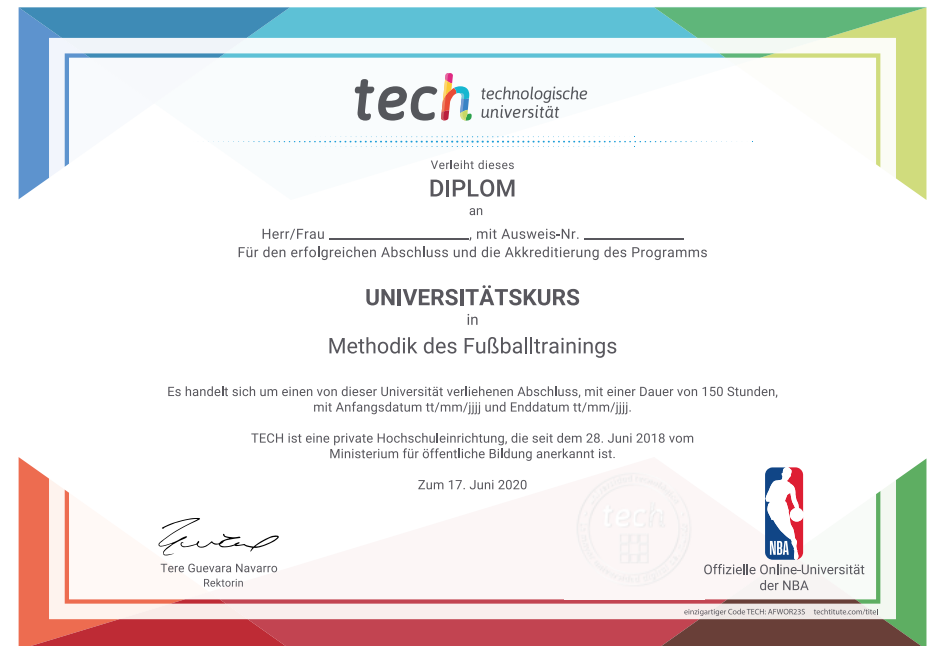 tech technologische
universität
Verleiht dieses
DIPLOM
an
Herr/Frau ____________________, mit Ausweis-Nr. ______________
Für den erfolgreichen Abschluss und die Akkreditierung des Programms
UNIVERSITÄTSKURS
in
Methodik des Fußballtrainings
Es handelt sich um einen von dieser Universität verliehenen Abschluss, mit einer Dauer von 150 Stunden,
mit Anfangsdatum tt/mm/jjjj und Enddatum tt/mm/jjjj.
TECH ist eine private Hochschuleinrichtung, die seit dem 28. Juni 2018 vom
Ministerium für öffentliche Bildung anerkannt ist.
Zum 17. Juni 2020
tech
NBA
Tere Guevara Navarro
Rektorin
Offizielle Online-Universität
der NBA
einzigartiger Code TECH: AFWOR235 techtitute.com/titel